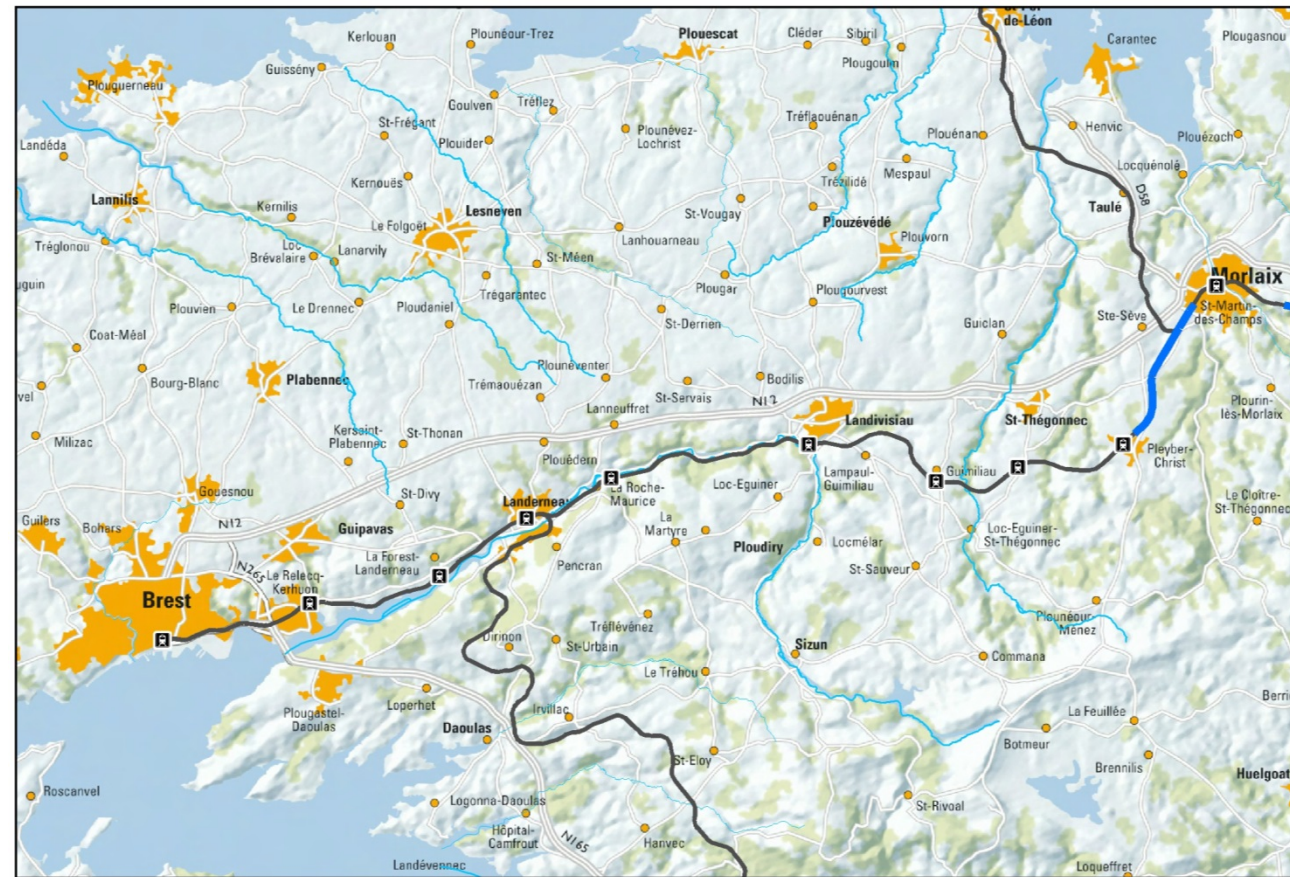 St-Pol-
de-Léon
Kerlouan
Plounéour-Trez
Plouescat
Cléder
Sibiril
Carantec
Plougasnou
Guissény
Plougoulm
Plouguerneau
Goulven
Tréflez
St-Frégant
Plouider
Plounévez-
Lochrist
Tréflaouénan
Plouénan
Henvic
Plouézoch
Landéda
Kernouës
Trézilidé
Mespaul
Locquénolé
D58
Lannilis
Kernilis
Le Folgoët
Lesneven
St-Vougay
Plouzévédé
Taulé
Tréglonou
Loc-
Brévalaire
Lanarvily
Lanhouarneau
Plouvorn
St-Méen
Morlaix
uguin
Plouvien
Le Drennec
Ploudaniel
Trégarantec
Plougar
Plougourvest
St-Martin-
des-Champs
St-Derrien
Guiclan
Ste-Sève
Coat-Méal
Plounéventer
Bourg-Blanc
Plabennec
Trémaouézan
Bodilis
vel
St-Servais
N12
Plourin-
lès-Morlaix
Lanneuffret
Landivisiau
St-Thégonnec
Milizac
Kersaint-
Plabennec
St-Thonan
Plouédern
Pleyber-
Christ
Lampaul-
Guimiliau
Guimiliau
Gouesnou
St-Divy
Landerneau
La Roche-
Maurice
Loc-Eguiner
Le Cloître-
St-Thégonnec
Guilers
Bohars
N12
Guipavas
La
Martyre
Ploudiry
Locmélar
Loc-Eguiner-
St-Thégonnec
La Forest-
Landerneau
Pencran
St-Sauveur
N265
Le Relecq-
Kerhuon
Brest
Plounéour-
Ménez
Tréflévénez
Dirinon
St-Urbain
Sizun
Commana
Le Tréhou
Plougastel-
Daoulas
Loperhet
Irvillac
La Feuillée
Berri
Daoulas
Botmeur
St-Eloy
Brennilis
Huelgoat
Roscanvel
Logonna-Daoulas
St-Rivoal
Hôpital-
Camfrout
N165
Hanvec
Landévennec
Loqueffret